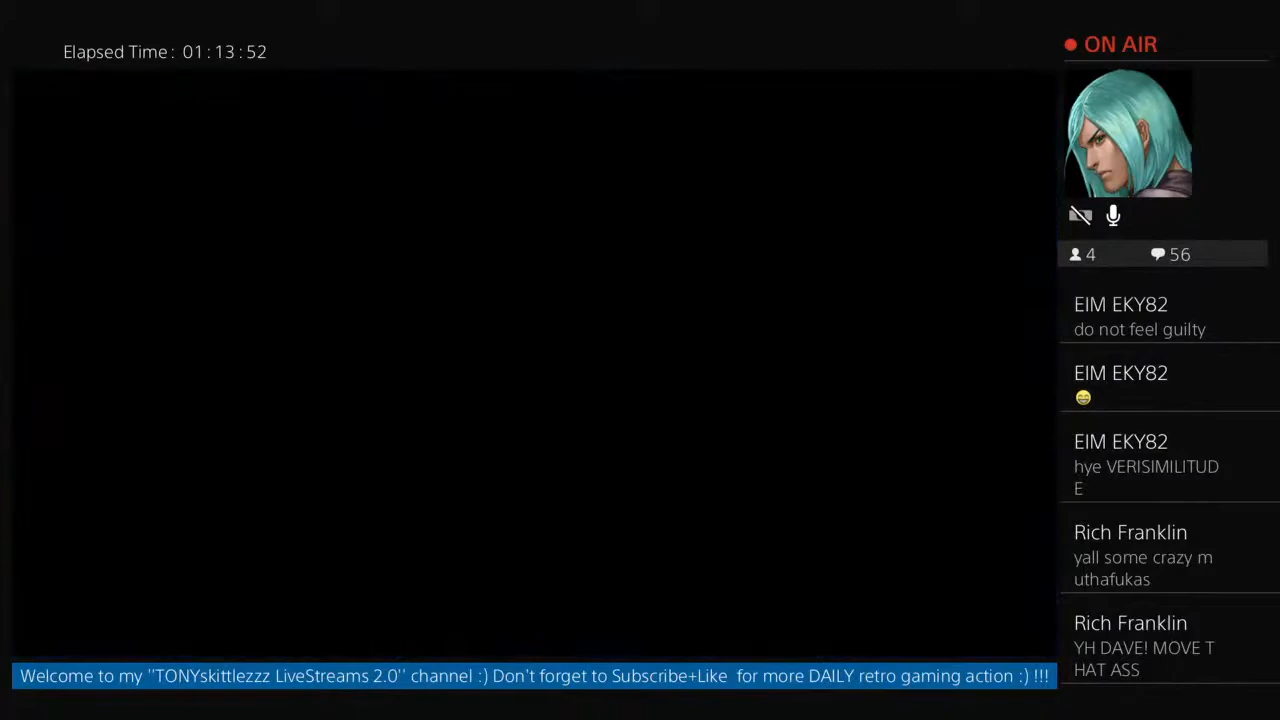 Elapsed Time: 01:13:52
ON AIR
4 56
EIM EKY82
do not feel guilty
EIM EKY82
😄
EIM EKY82
hye VERISIMILITUD
E
Rich Franklin
yall some crazy m
uthafukas
Rich Franklin
YH DAVE! MOVE T
HAT ASS
Welcome to my "TONYskittlezzz LiveStreams 2.0" channel :) Don't forget to Subscribe+Like for more DAILY retro gaming action :) !!!